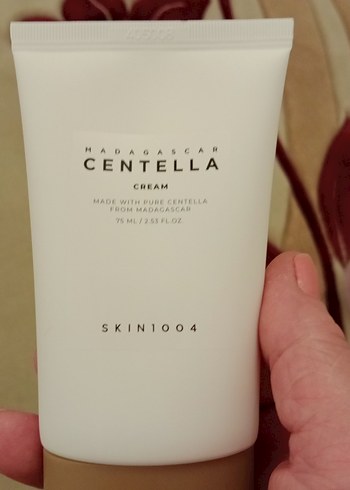 MADAGASCAR
CENTELLA
CREAM
MADE WITH PURE CENTELLA
FROM MADAGASCAR
75 ML / 2.53 FL.OZ.
SKIN1004